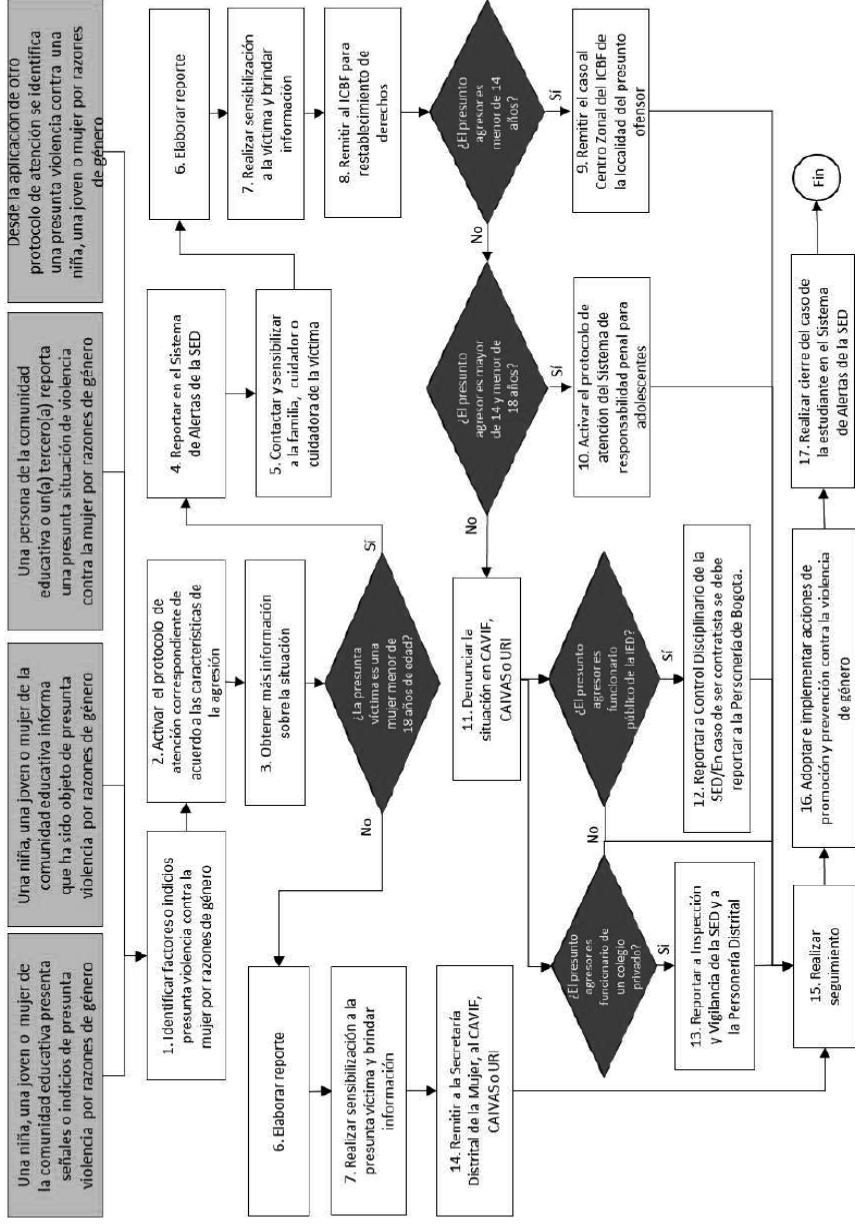 Una niña, una joven o mujer de
la comunidad educativa presenta
señales o indicios de presunta
violencia por razones de género
Una niña, una joven o mujer de la
comunidad educativa informa
que ha sido objeto de presunta
violencia por razones de género
Una persona de la comunidad
educativa o un(a) tercero(a) reporta
una presunta situación de violencia
contra la mujer por razones de género
Desde la aplicación de otro
protocolo de atención se identifica
una presunta violencia contra una
niña, una joven o mujer por razones
de género
1. Identificar factores o indicios
presunta violencia contra la
mujer por razones de género
2. Activar el protocolo de
atención correspondiente de
acuerdo a las características de
la agresión
3. Obtener más información
sobre la situación
¿La presunta
víctima es una
mujer menor de
18 años de edad?
No
Sí
4. Reportar en el Sistema
de Alertas de la SED
5. Contactar y sensibilizar
a la familia, cuidador o
cuidadora de la víctima
6. Elaborar reporte
7. Realizar sensibilización
a la víctima y brindar
información
8. Remitir al ICBF para
restablecimiento de
derechos
¿El presunto
agresor es
menor de 14
años?
Sí
No
9. Remitir el caso al
Centro Zonal del ICBF de
la localidad del presunto
ofensor
¿El presunto
agresor es mayor
de 14 y menor de
18 años?
Sí
No
10. Activar el protocolo de
atención del Sistema de
responsabilidad penal para
adolescentes
6. Elaborar reporte
7. Realizar sensibilización a la
presunta víctima y brindar
información
14. Remitir a la Secretaría
Distrital de la Mujer, al CAVIF,
CAIVAS o URI
11. Denunciar la
situación en CAVIF,
CAIVAS o URI
¿El presunto
agresor es
funcionario
público de la IED?
Sí
No
12. Reportar a Control Disciplinario de la
SED/En caso de ser contratista se debe
reportar a la Personería de Bogota.
¿El presunto
agresor es
funcionario de
un colegio
privado?
Si
13. Reportar a Inspección
y Vigilancia de la SED y a
la Personería Distrital
15. Realizar
seguimiento
16. Adoptar e implementar acciones de
promoción y prevención contra la violencia
de género
17. Realizar cierre del caso de
la estudiante en el Sistema
de Alertas de la SED
Fin